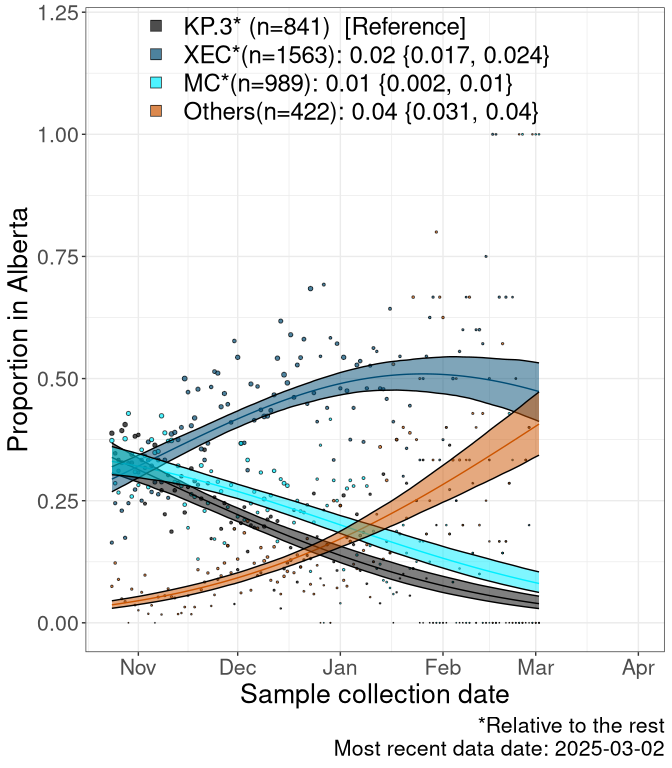 KP.3* (n=841)  [Reference]
XEC*(n=1563): 0.02 {0.017, 0.024}
MC*(n=989): 0.01 {0.002, 0.01}
Others(n=422): 0.04 {0.031, 0.04}
1.25
1.00
0.75
0.50
0.25
0.00
Proportion in Alberta
Nov Dec Jan Feb Mar Apr
Sample collection date
*Relative to the rest
Most recent data date: 2025-03-02